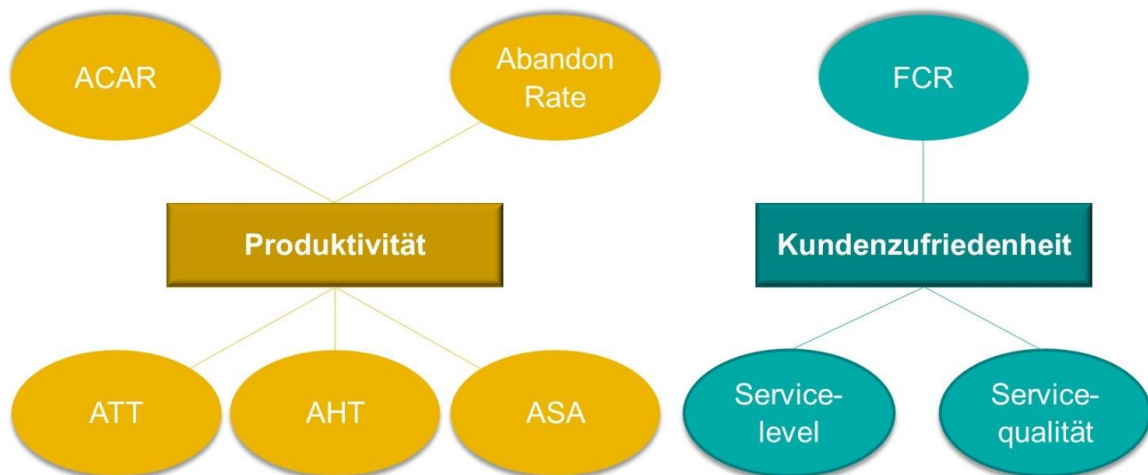 ACAR
Abandon
Rate
FCR
Produktivität
Kundenzufriedenheit
ATT
AHT
ASA
Service-
level
Service-
qualität